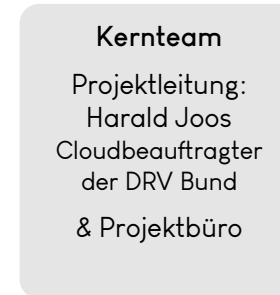 Kernteam
Projektleitung:
Harald Joos
Cloudbeauftragter
der DRV Bund
& Projektbüro